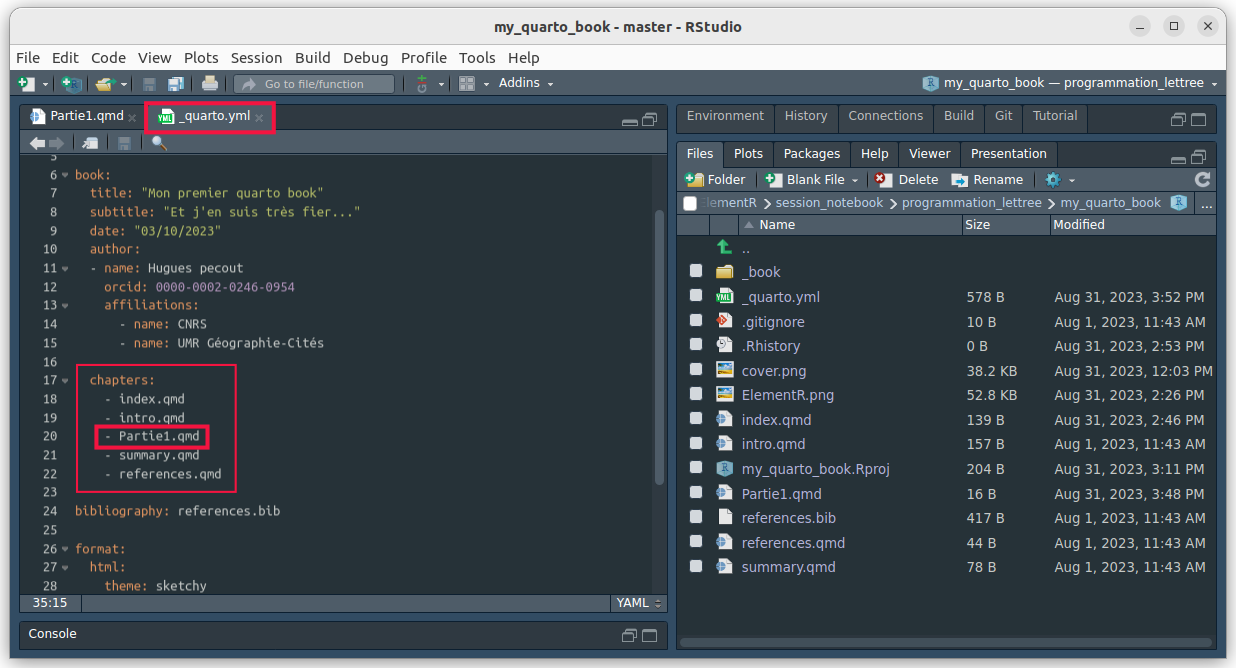 my_quarto_book - master - RStudio
File Edit Code View Plots Session Build Debug Profile Tools Help
Go to file/function Addins my_quarto_book — programmation_lettree
Partie1.qmd _quarto.yml
5
6 book:
7 title: "Mon premier quarto book"
8 subtitle: "Et j'en suis très fier..."
9 date: "03/10/2023"
10 author:
11 - name: Hugues pecout
12 orcid: 0000-0002-0246-0954
13 affiliations:
14 - name: CNRS
15 - name: UMR Géographie-Cités
16
17 chapters:
18 - index.qmd
19 - intro.qmd
20 - Partie1.qmd
21 - summary.qmd
22 - references.qmd
23
24 bibliography: references.bib
25
26 format:
27 html:
28 theme: sketchy
35:15 YAML
Console
Environment History Connections Build Git Tutorial
Files Plots Packages Help Viewer Presentation
Folder Blank File Delete Rename
ElementR session_notebook programmation_lettree my_quarto_book R ...
Name Size Modified
..
_book
YML _quarto.yml 578 B Aug 31, 2023, 3:52 PM
.gitignore 10 B Aug 1, 2023, 11:43 AM
.Rhistory 0 B Aug 31, 2023, 2:53 PM
cover.png 38.2 KB Aug 31, 2023, 12:03 PM
ElementR.png 52.8 KB Aug 31, 2023, 2:26 PM
index.qmd 139 B Aug 31, 2023, 2:46 PM
intro.qmd 157 B Aug 1, 2023, 11:43 AM
my_quarto_book.Rproj 204 B Aug 31, 2023, 3:11 PM
Partie1.qmd 16 B Aug 31, 2023, 3:48 PM
references.bib 417 B Aug 1, 2023, 11:43 AM
references.qmd 44 B Aug 1, 2023, 11:43 AM
summary.qmd 78 B Aug 1, 2023, 11:43 AM